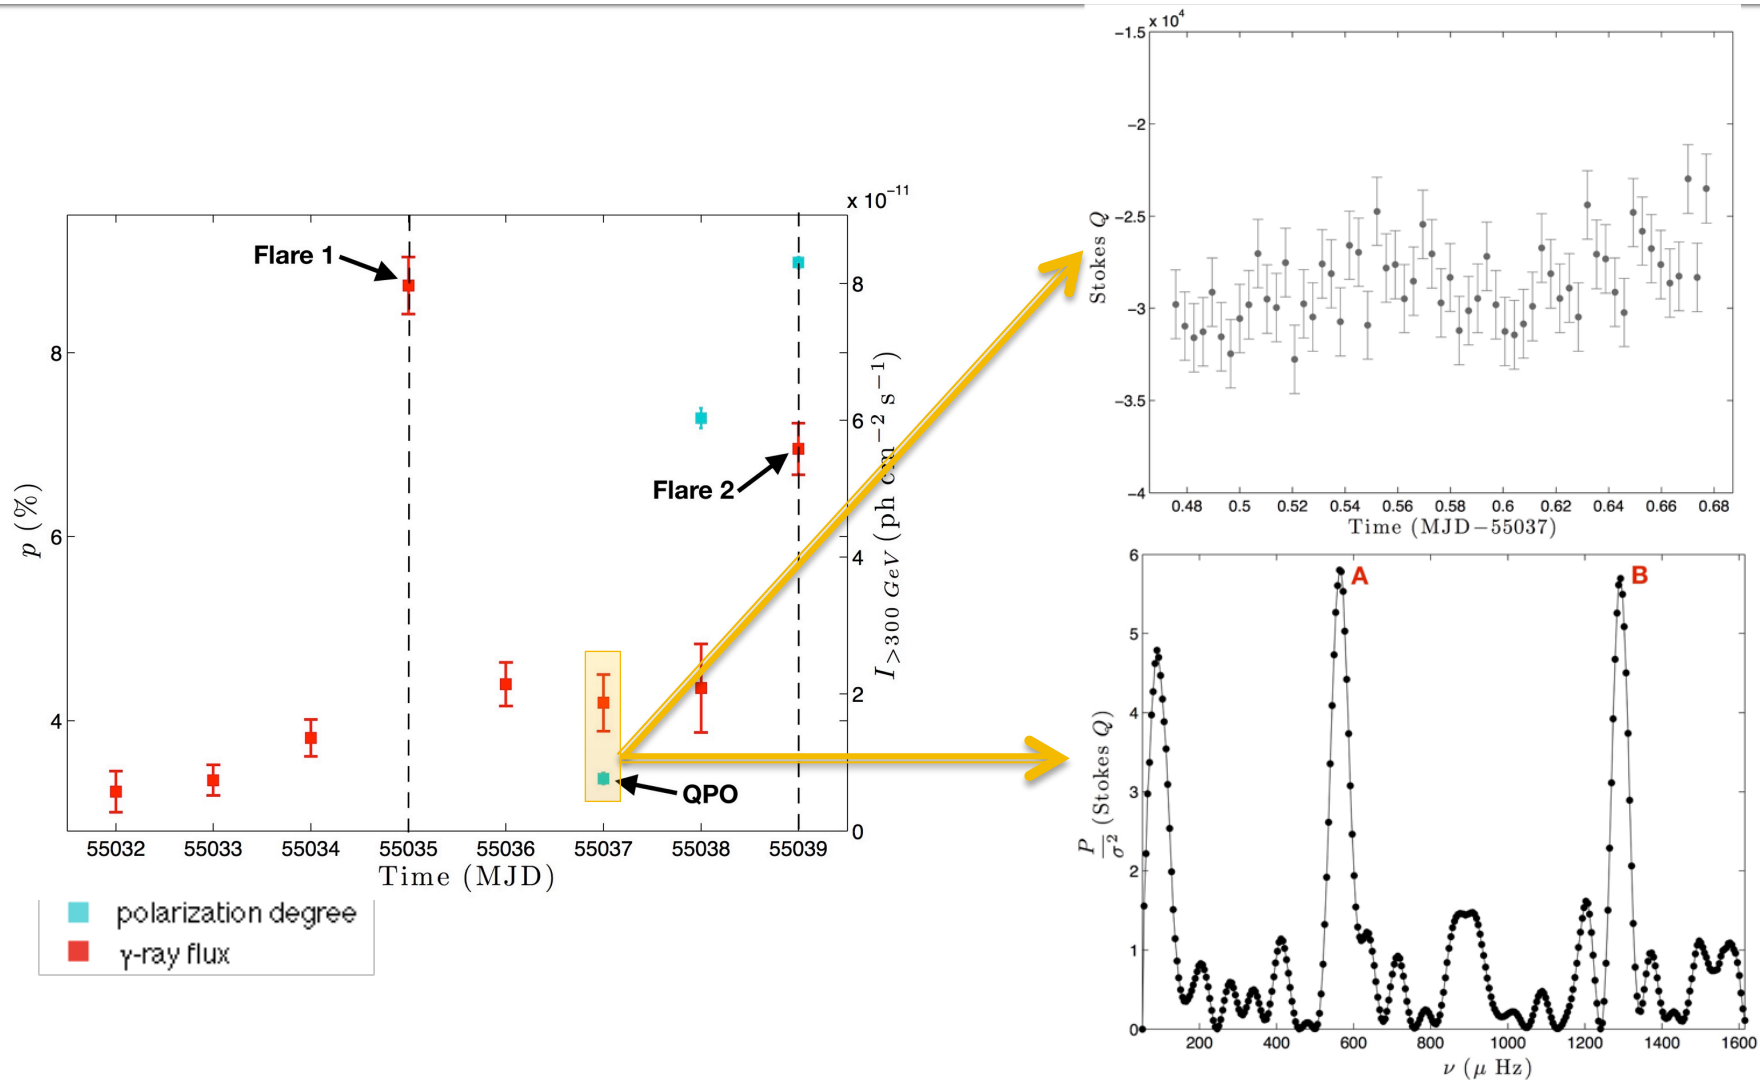 x 10⁻¹¹
Flare 1
Flare 2
QPO
8
6
4
p (%)
8
6
4
2
0
I>300 GeV (ph cm⁻² s⁻¹)
55032 55033 55034 55035 55036 55037 55038 55039
Time (MJD)
polarization degree
γ-ray flux
x 10⁴
−1.5
−2
−2.5
−3
−3.5
−4
Stokes Q
0.48 0.5 0.52 0.54 0.56 0.58 0.6 0.62 0.64 0.66 0.68
Time (MJD−55037)
A
B
6
5
4
3
2
1
0
P/σ² (Stokes Q)
200 400 600 800 1000 1200 1400 1600
ν (μ Hz)